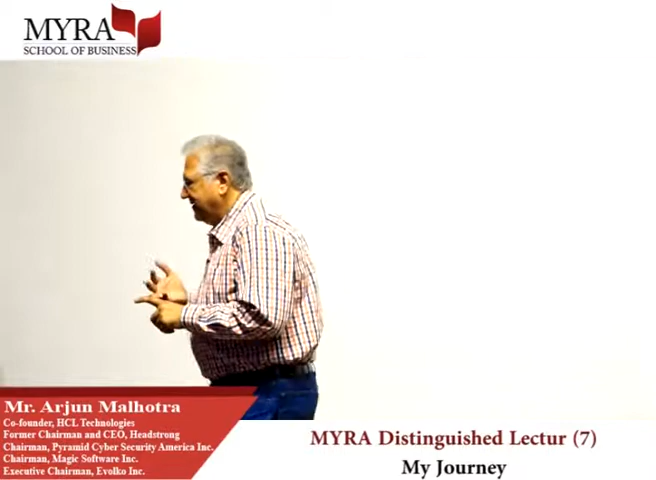 MYRA
SCHOOL OF BUSINESS
Mr. Arjun Malhotra
Co-founder, HCL Technologies
Former Chairman and CEO, Headstrong
Chairman, Pyramid Cyber Security America Inc.
Chairman, Magic Software Inc.
Executive Chairman, Evolko Inc.
MYRA Distinguished Lectur (7)
My Journey